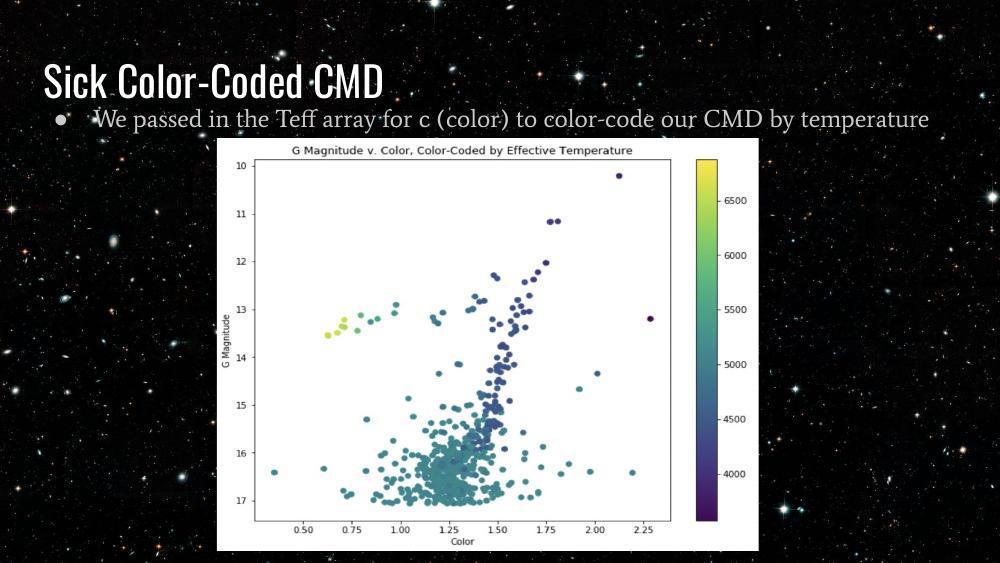 Sick Color-Coded CMD
● We passed in the Teff array for c (color) to color-code our CMD by temperature
G Magnitude v. Color, Color-Coded by Effective Temperature
G Magnitude
10
11
12
13
14
15
16
17
0.50 0.75 1.00 1.25 1.50 1.75 2.00 2.25
Color
6500
6000
5500
5000
4500
4000